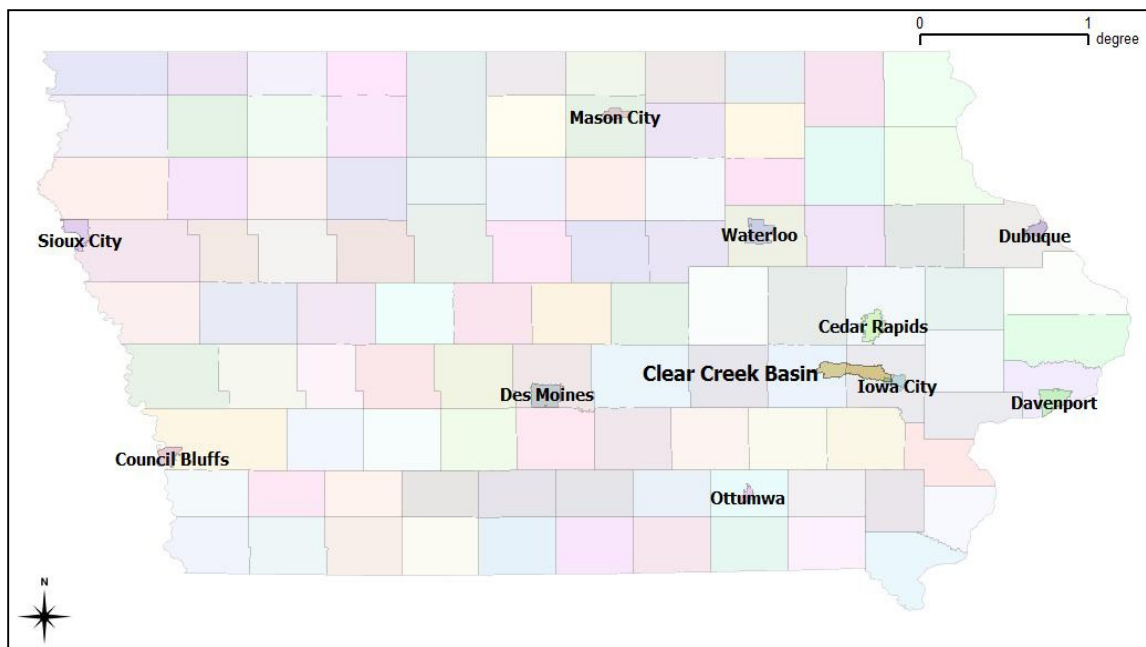 0 1
degree
Mason City
Sioux City
Waterloo
Dubuque
Cedar Rapids
Clear Creek Basin
Iowa City
Des Moines
Davenport
Council Bluffs
Ottumwa
N